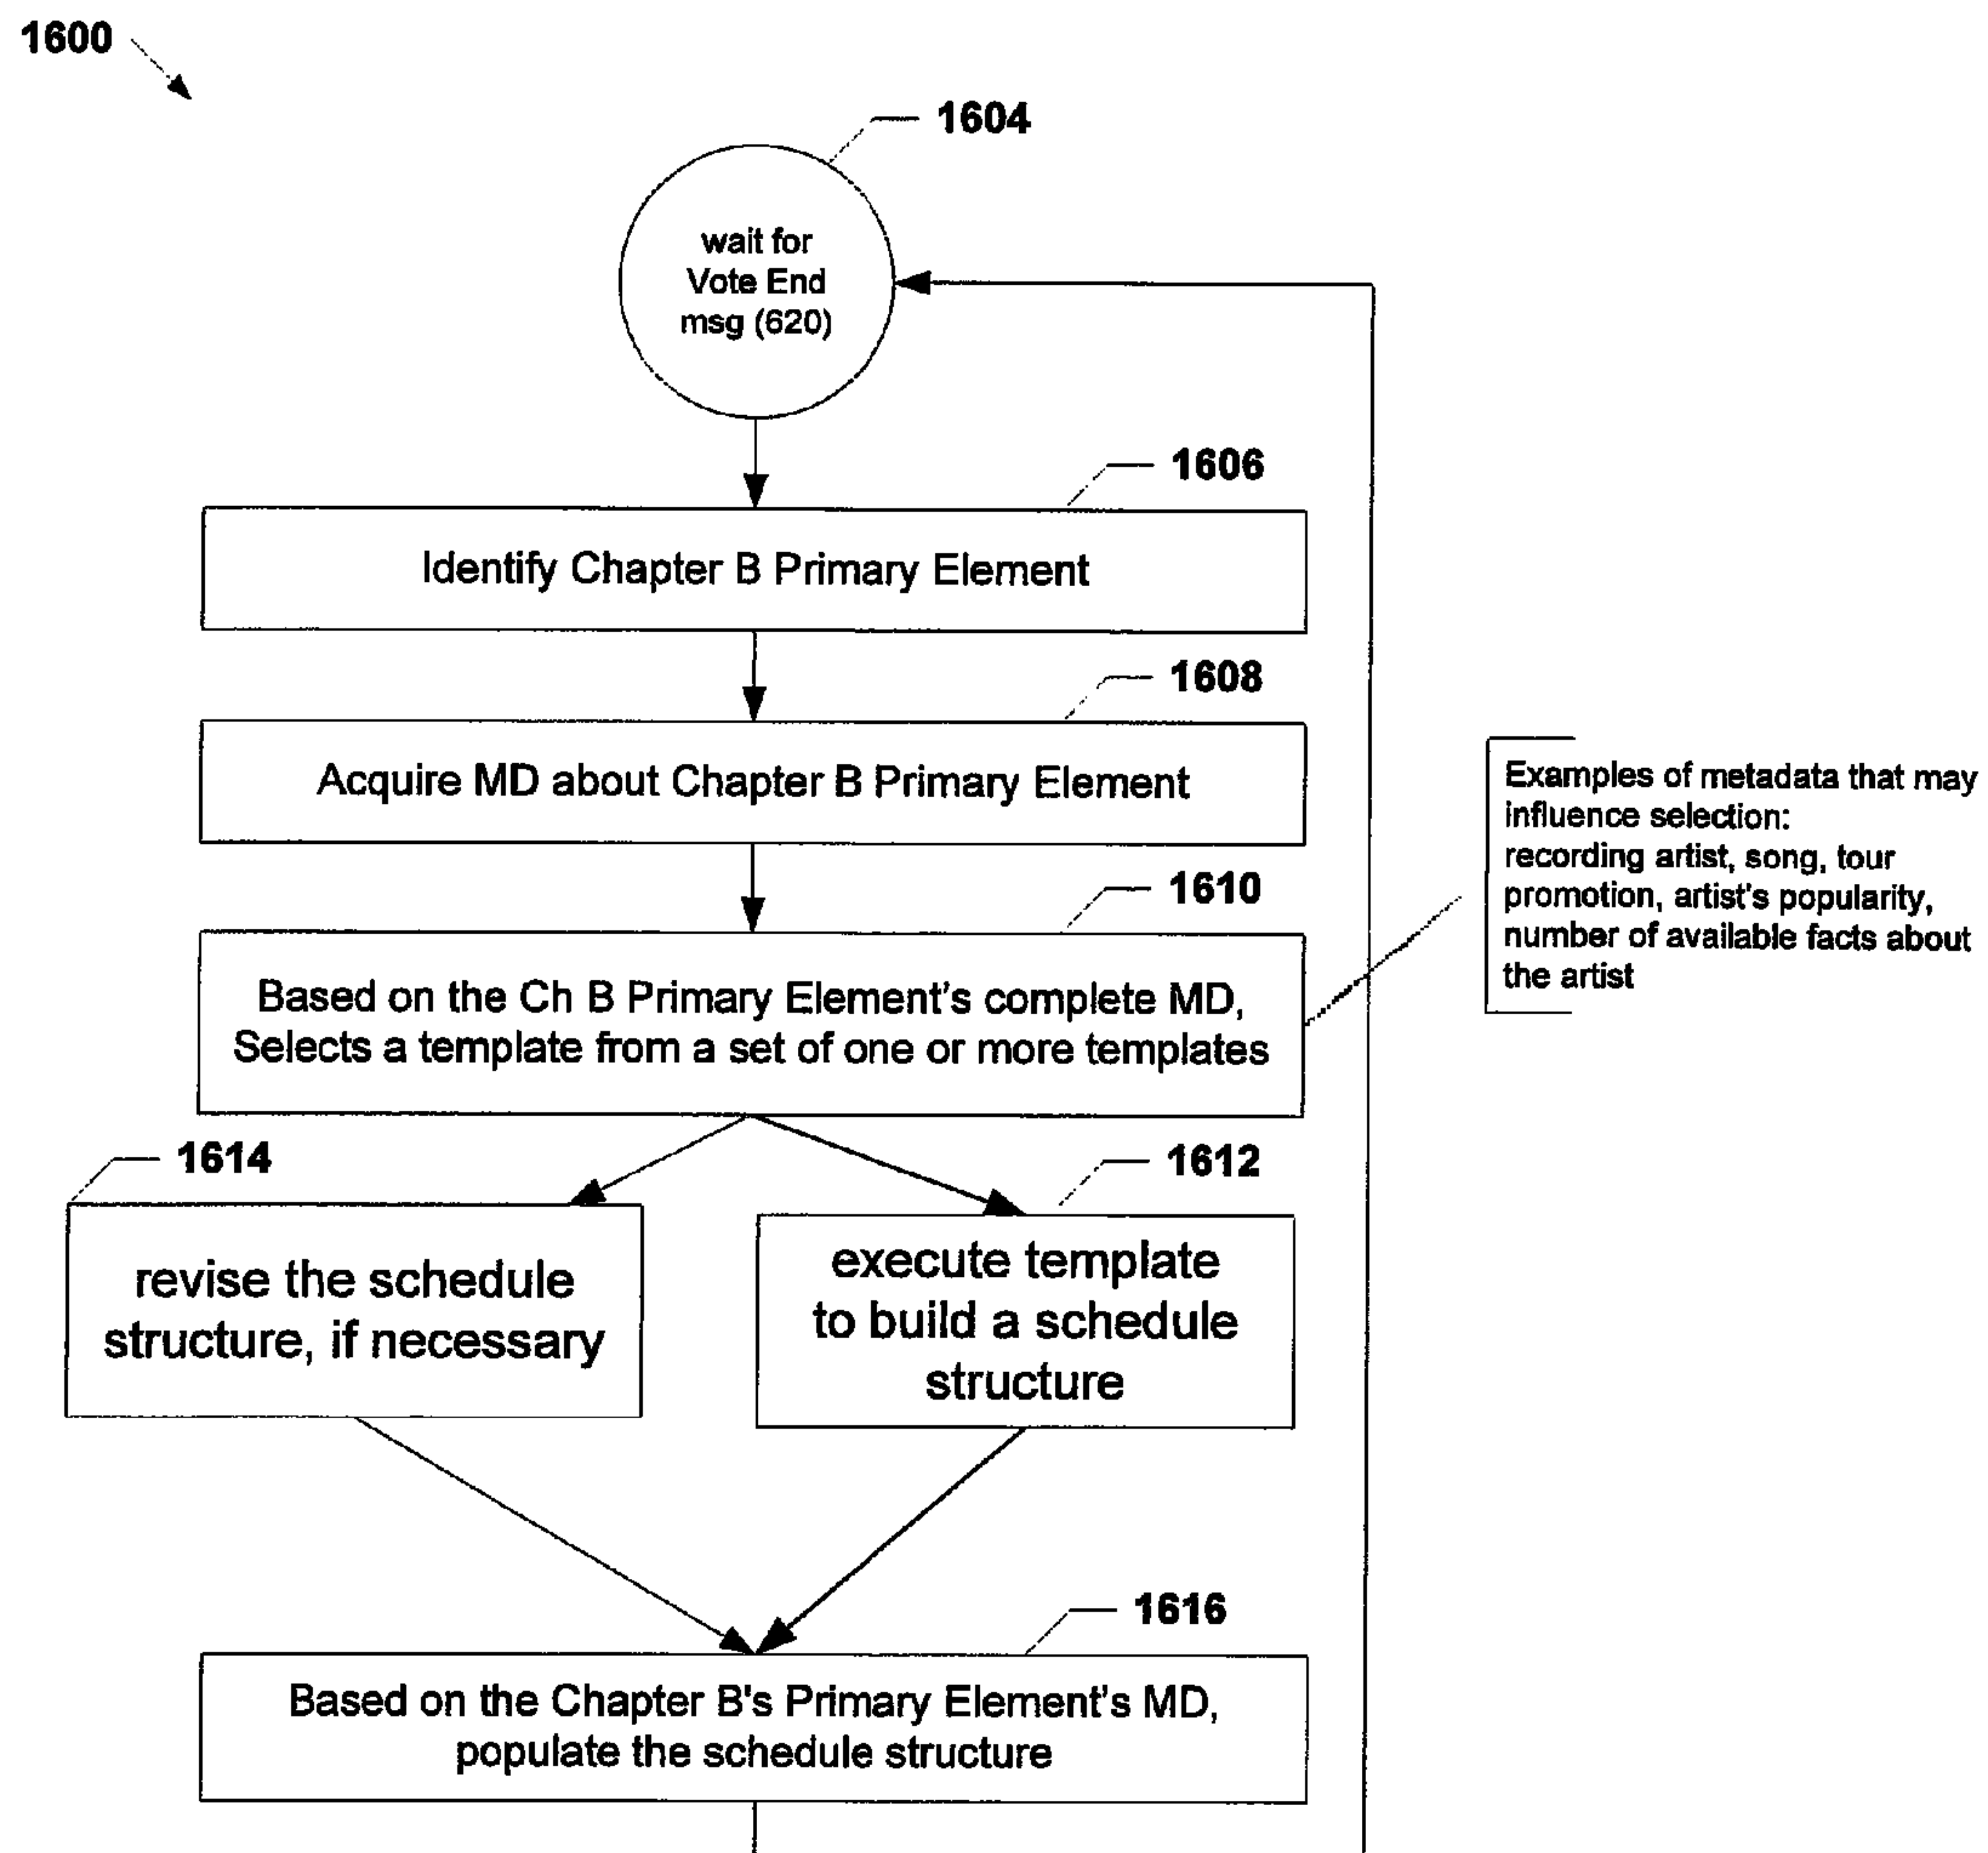 1600
1604
wait for
Vote End
msg (620)
1606
Identify Chapter B Primary Element
1608
Acquire MD about Chapter B Primary Element
Examples of metadata that may
influence selection:
recording artist, song, tour
promotion, artist's popularity,
number of available facts about
the artist
1610
Based on the Ch B Primary Element's complete MD,
Selects a template from a set of one or more templates
1614
revise the schedule
structure, if necessary
1612
execute template
to build a schedule
structure
1616
Based on the Chapter B's Primary Element's MD,
populate the schedule structure